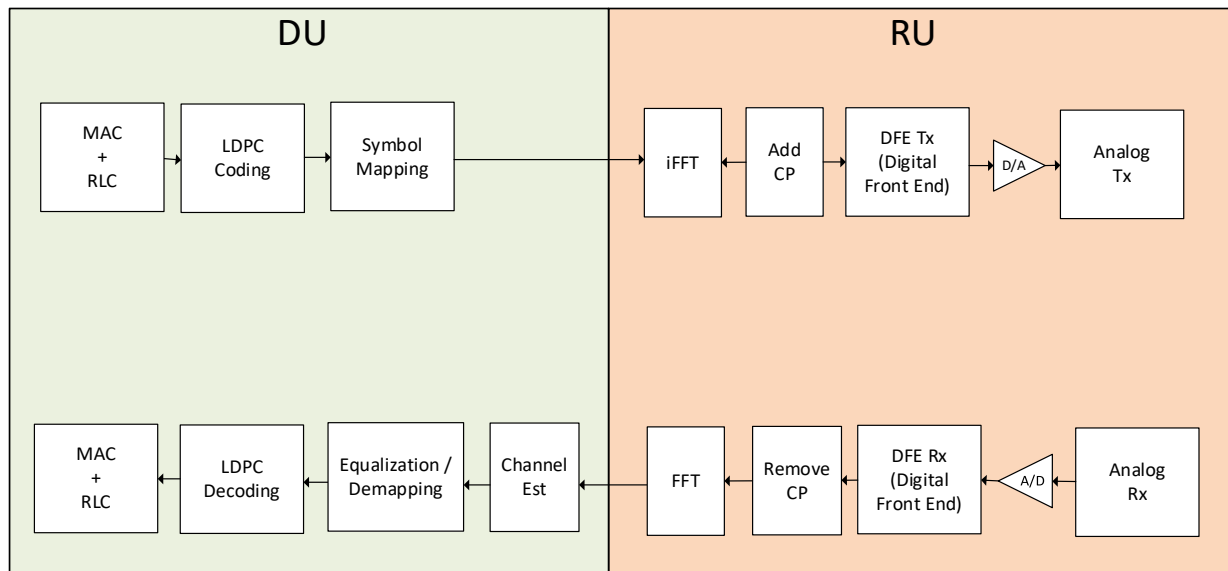 DU
RU
MAC
+
RLC
LDPC
Coding
Symbol
Mapping
iFFT
Add
CP
DFE Tx
(Digital
Front End)
D/A
Analog
Tx
MAC
+
RLC
LDPC
Decoding
Equalization /
Demapping
Channel
Est
FFT
Remove
CP
DFE Rx
(Digital
Front End)
A/D
Analog
Rx